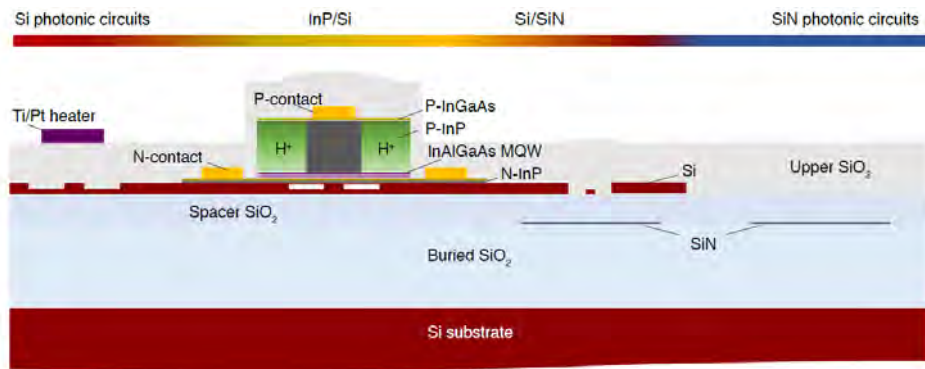 Si photonic circuits
InP/Si
Si/SiN
SiN photonic circuits
P-contact
P-InGaAs
Ti/Pt heater
P-InP
H⁺
H⁺
InAlGaAs MQW
N-contact
N-InP
Si
Upper SiO₂
Spacer SiO₂
SiN
Buried SiO₂
Si substrate